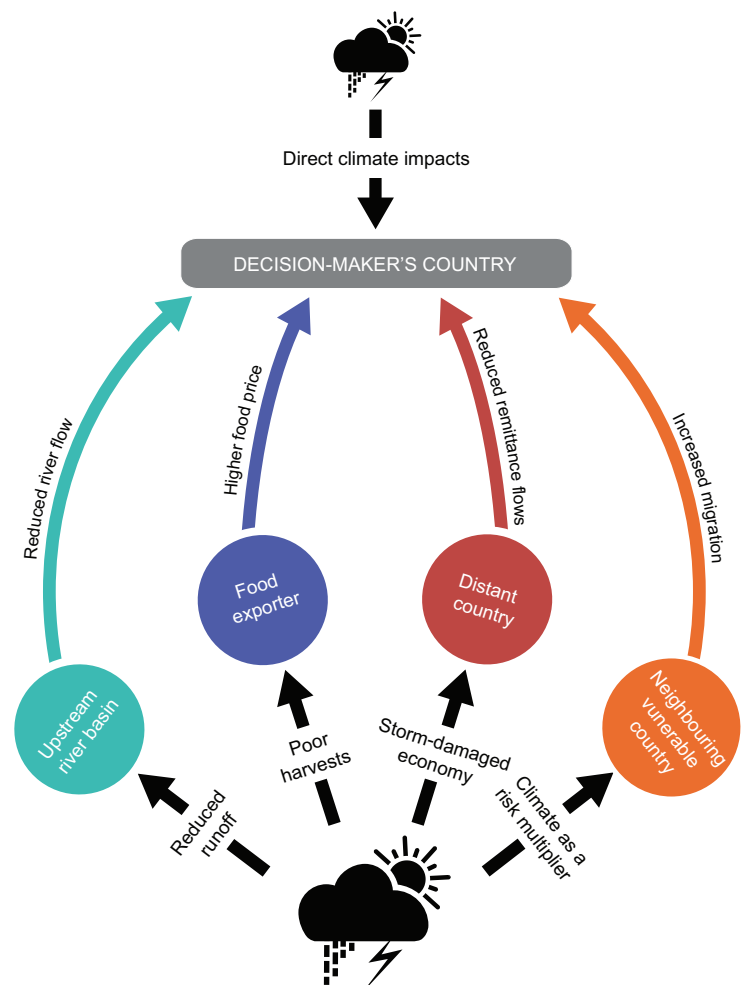 Direct climate impacts
DECISION-MAKER'S COUNTRY
Reduced river flow
Higher food price
Reduced remittance flows
Increased migration
Food
exporter
Distant
country
Upstream
river basin
Neighbouring
vunerable
country
Poor
harvests
Storm-damaged
economy
Reduced
runoff
Climate as a
risk multiplier